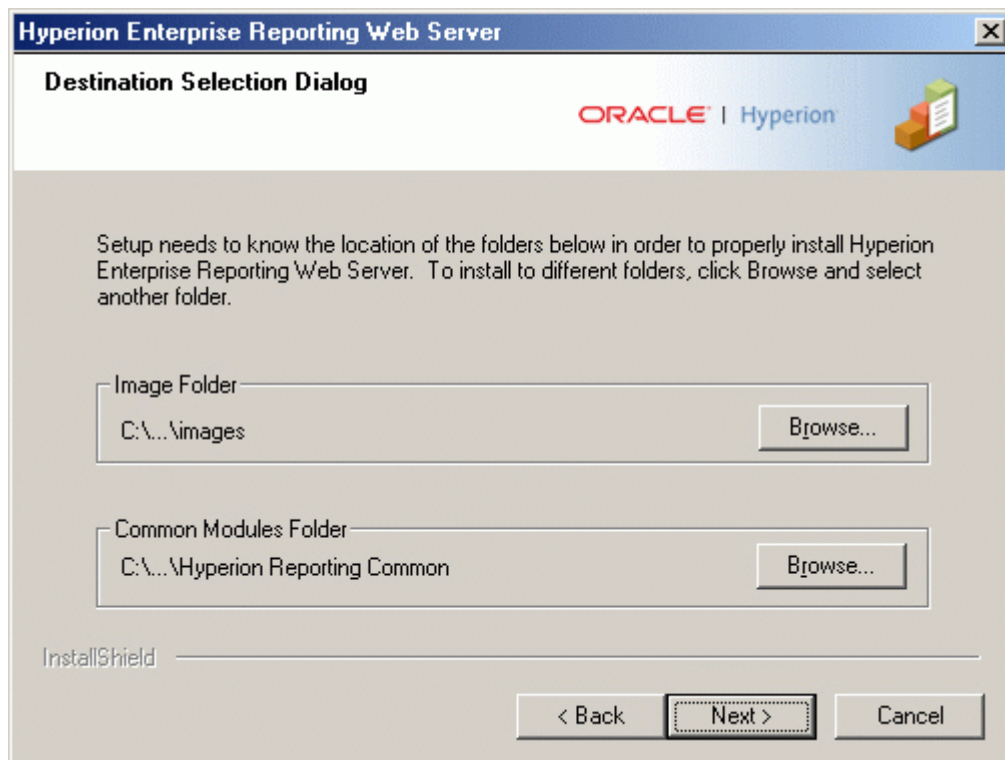 Hyperion Enterprise Reporting Web Server
Destination Selection Dialog
ORACLE® | Hyperion
Setup needs to know the location of the folders below in order to properly install Hyperion
Enterprise Reporting Web Server. To install to different folders, click Browse and select
another folder.
Image Folder
C:\...\images
Browse...
Common Modules Folder
C:\...\Hyperion Reporting Common
Browse...
InstallShield
< Back
Next >
Cancel